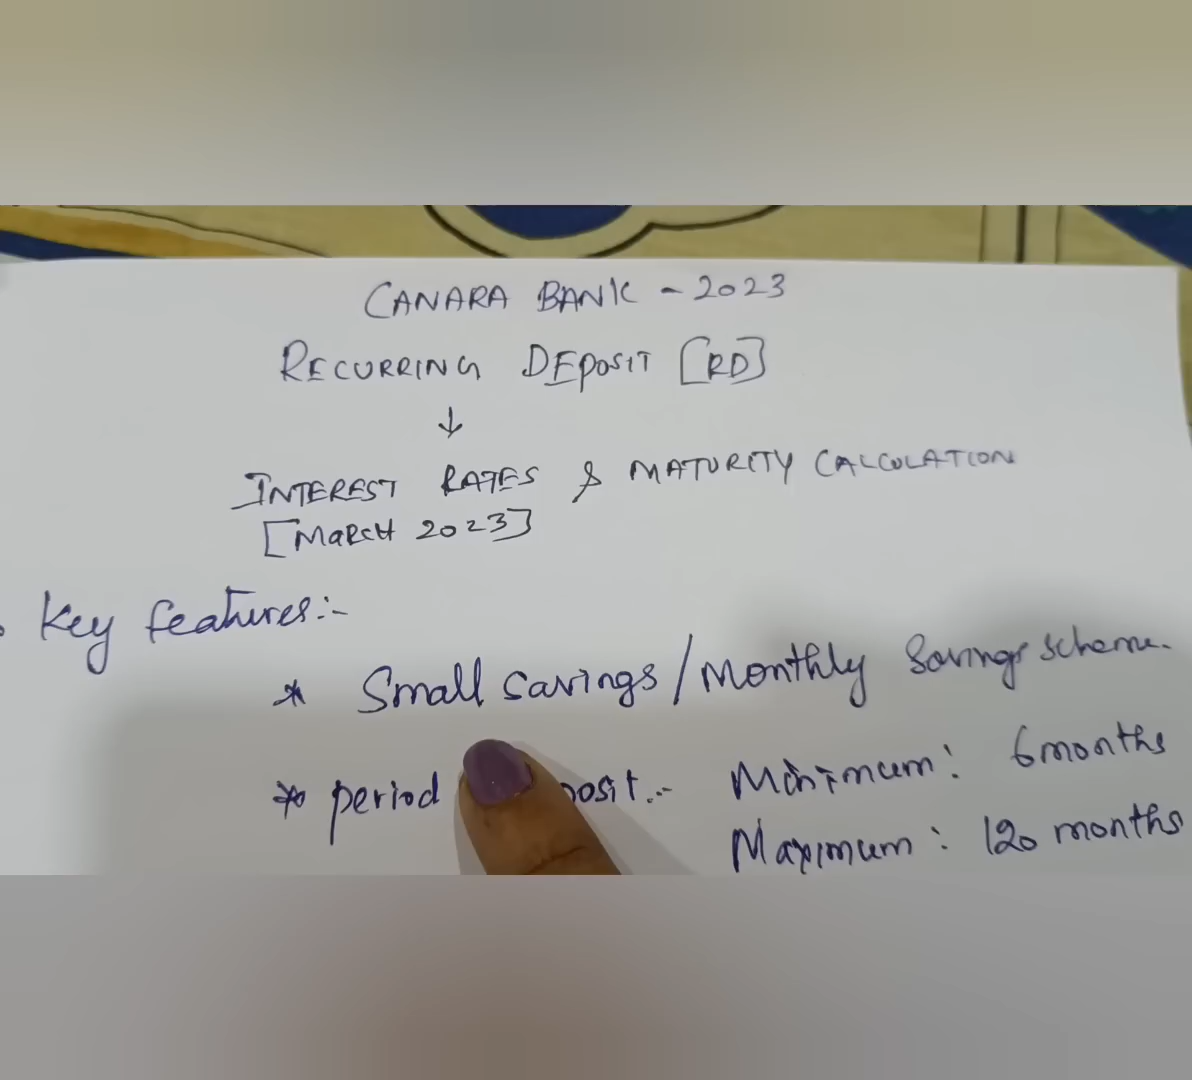 CANARA BANK - 2023
RECURRING DEPOSIT [RD]
↓
INTEREST RATES & MATURITY CALCULATION
[MARCH 2023]
Key features:-
* Small savings/Monthly Savings scheme.
* period posit:- Minimum: 6 months
Maximum: 120 months